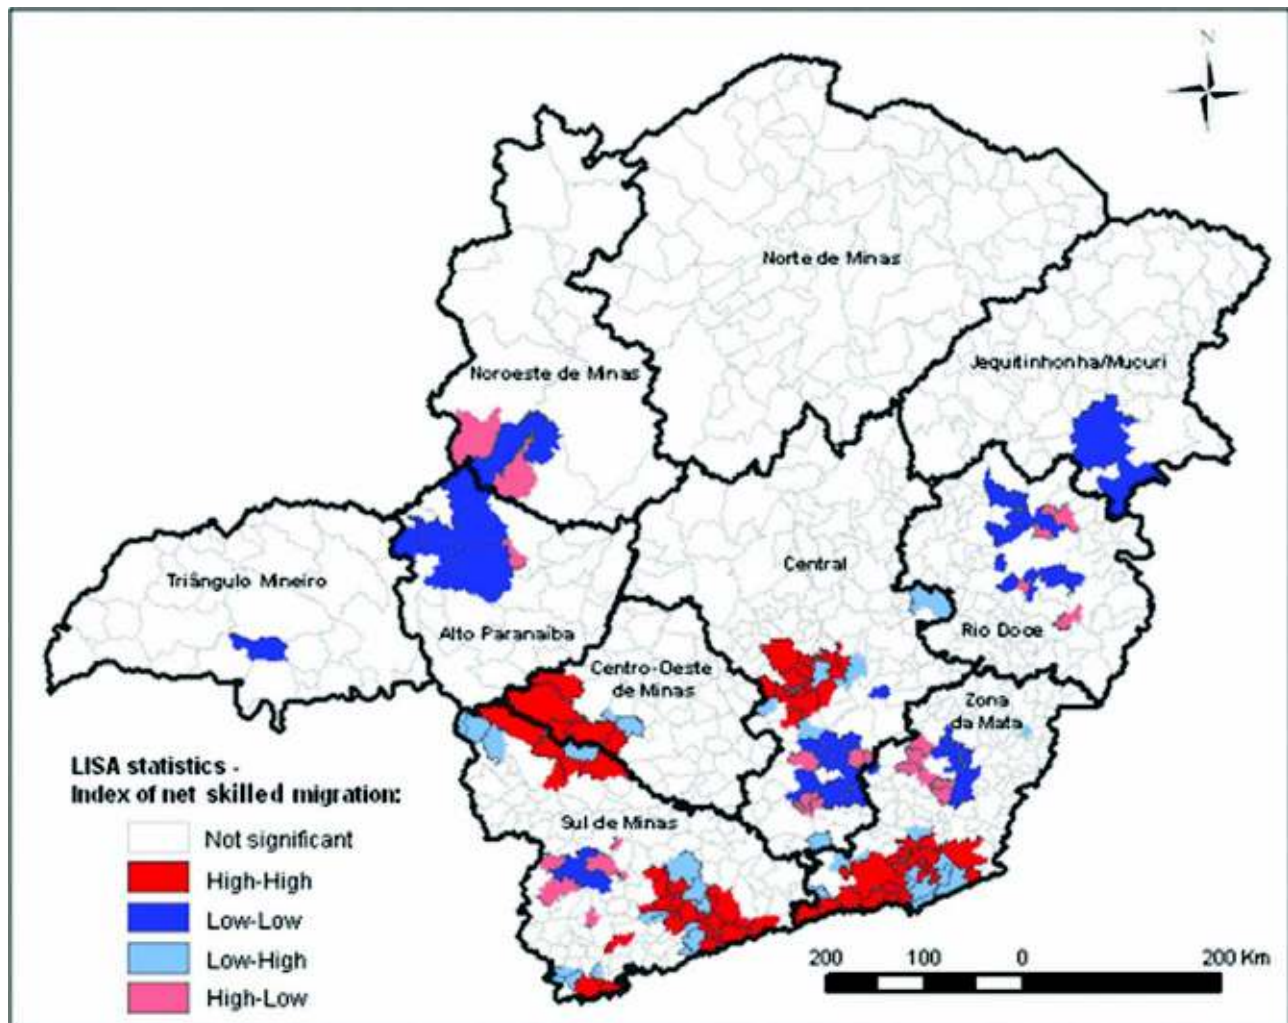 N
Norte de Minas
Jequitinhonha/Mucuri
Noroeste de Minas
Central
Triângulo Mineiro
Alto Paranaíba
Rio Doce
Centro-Oeste
de Minas
Zona
da Mata
LISA statistics -
Index of net skilled migration:
Sul de Minas
Not significant
High-High
Low-Low
Low-High
High-Low
200 100 0 200 Km